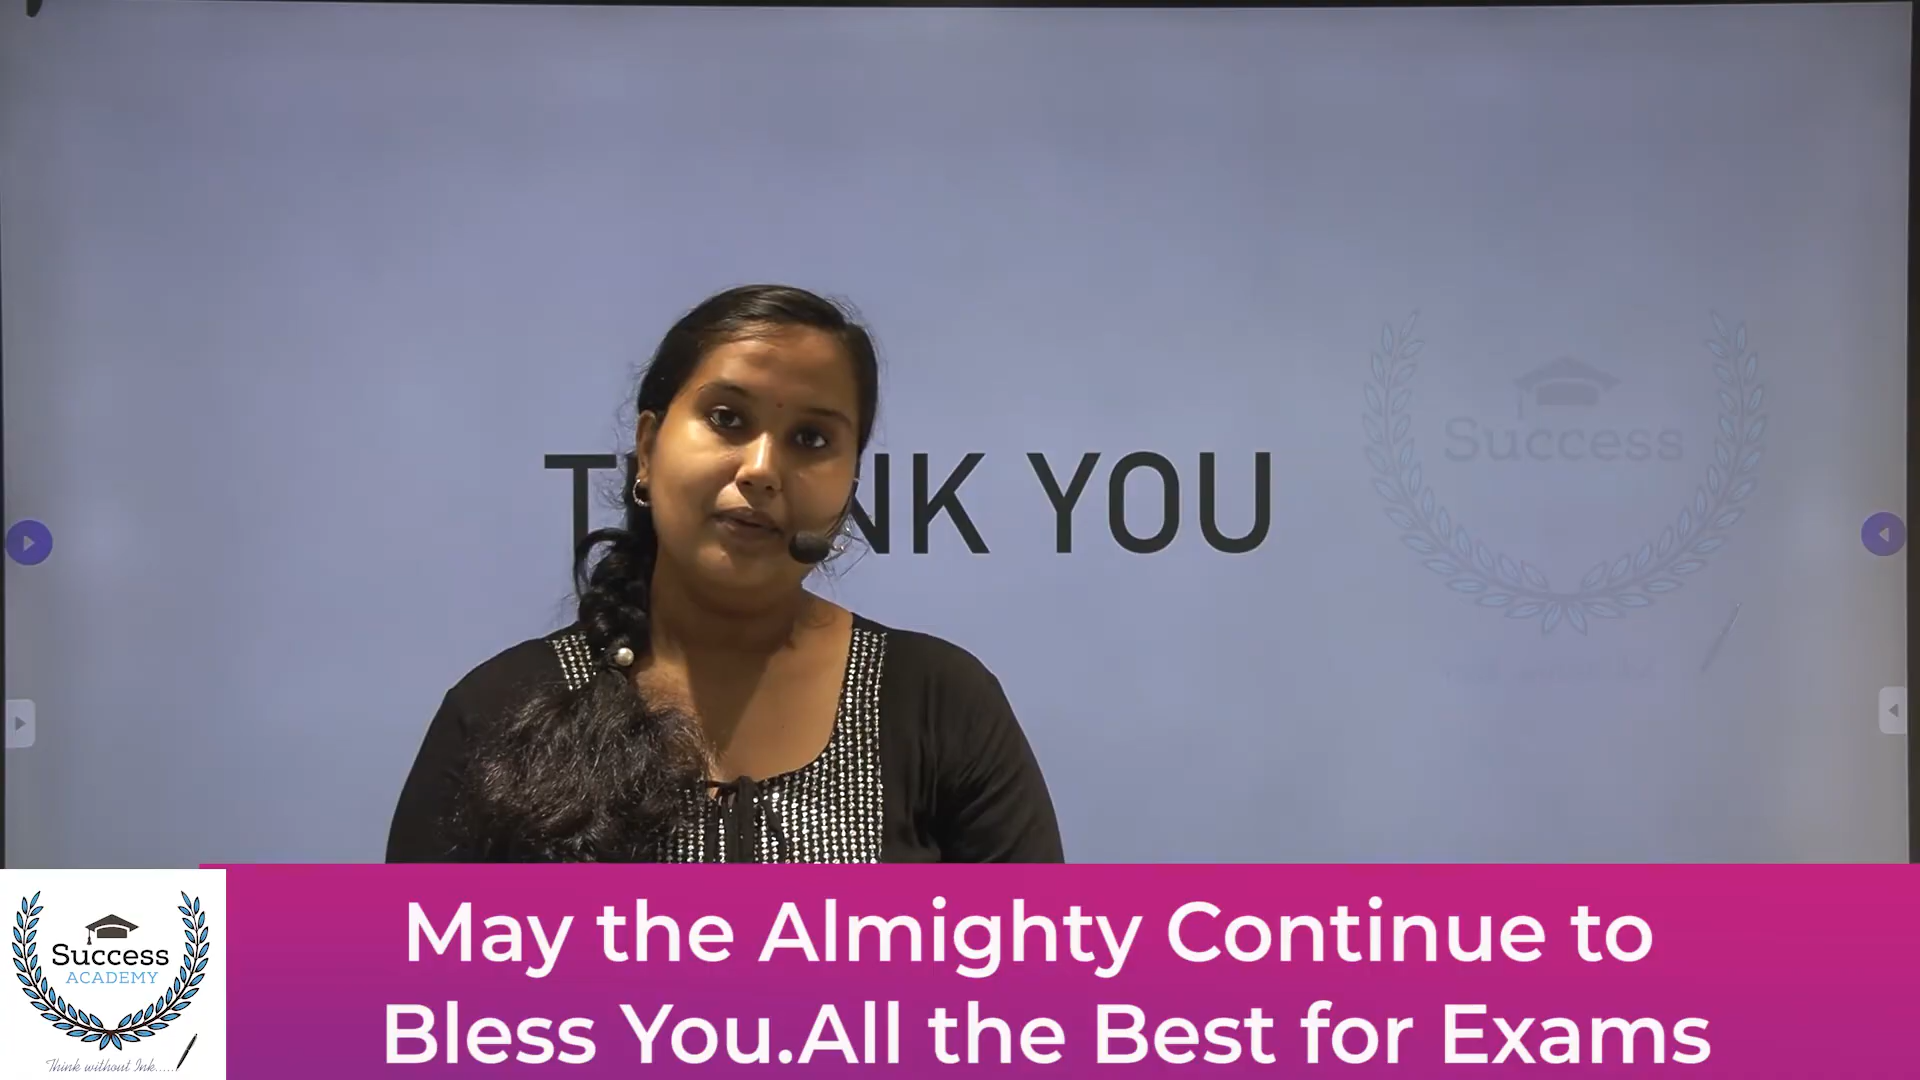 THANK YOU
Success
May the Almighty Continue to
Bless You.All the Best for Exams
Success
ACADEMY
Think without Ink.....